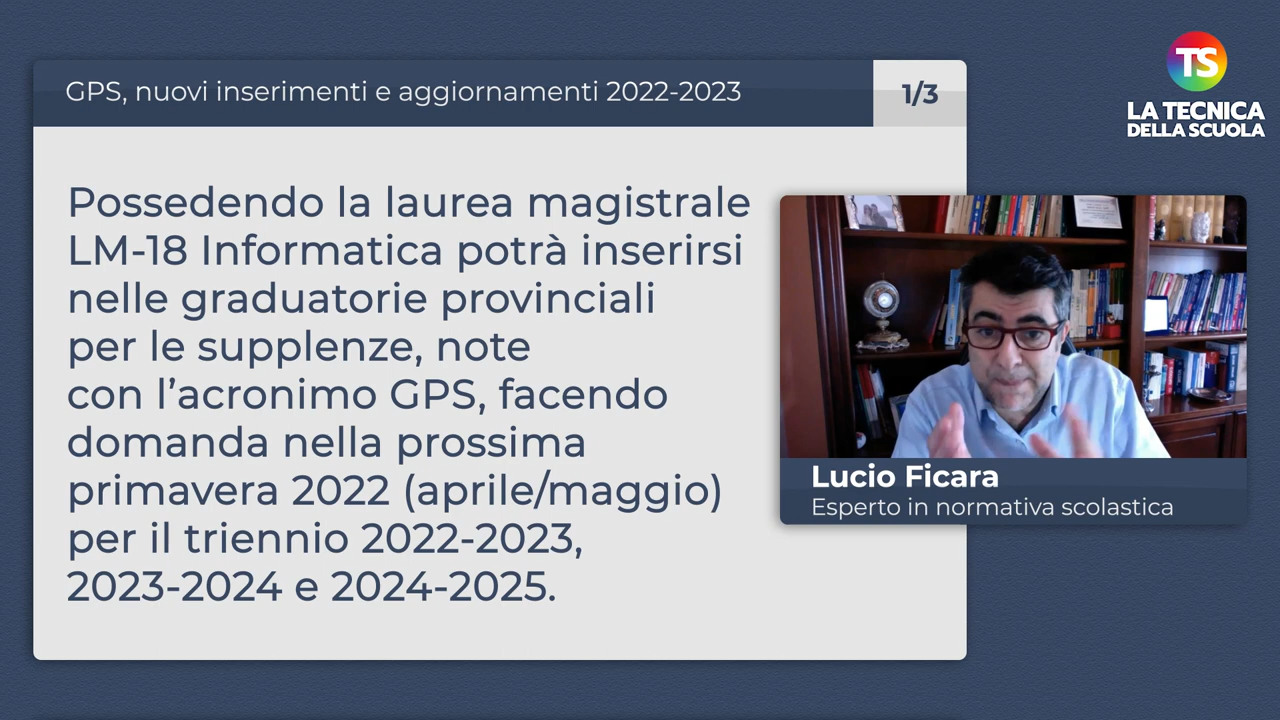 GPS, nuovi inserimenti e aggiornamenti 2022-2023
1/3
TS
LA TECNICA
DELLA SCUOLA
Possedendo la laurea magistrale
LM-18 Informatica potrà inserirsi
nelle graduatorie provinciali
per le supplenze, note
con l’acronimo GPS, facendo
domanda nella prossima
primavera 2022 (aprile/maggio)
per il triennio 2022-2023,
2023-2024 e 2024-2025.
Lucio Ficara
Esperto in normativa scolastica